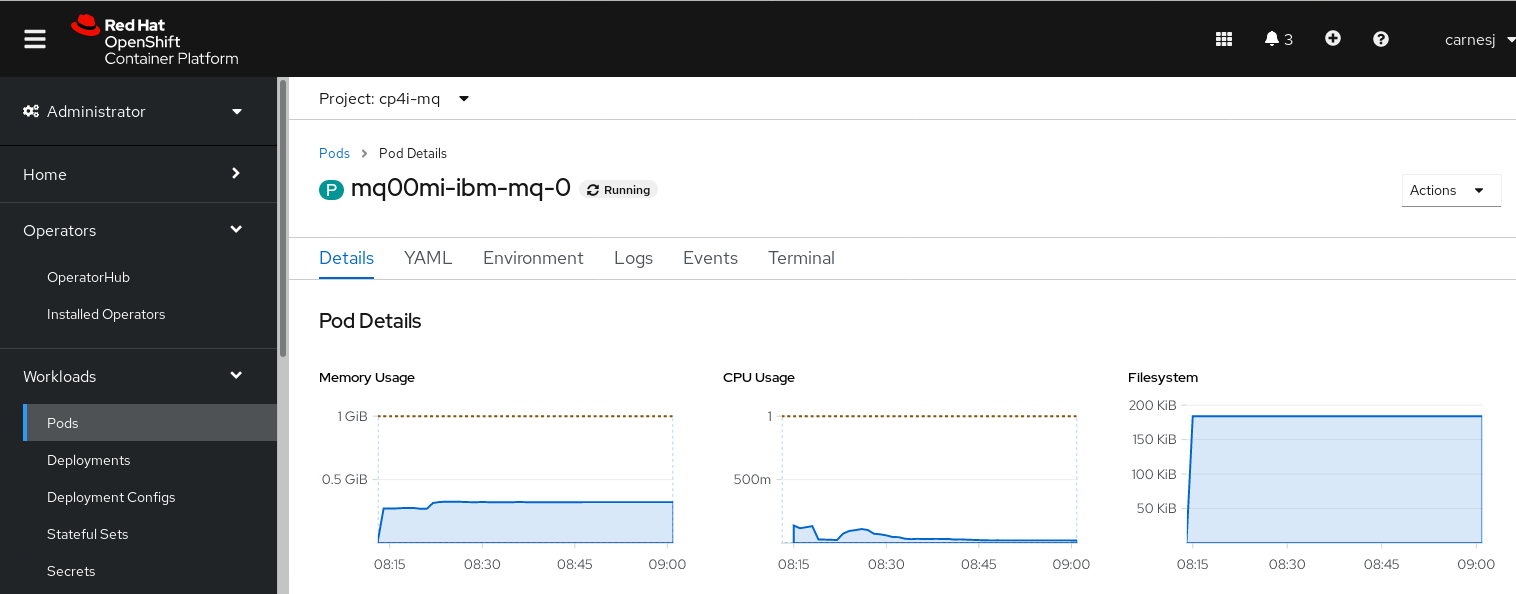 Red Hat
OpenShift
Container Platform
3
carnesj
Administrator
Home
Operators
OperatorHub
Installed Operators
Workloads
Pods
Deployments
Deployment Configs
Stateful Sets
Secrets
Project: cp4i-mq
Pods > Pod Details
P mq00mi-ibm-mq-0 Running
Actions
Details YAML Environment Logs Events Terminal
Pod Details
Memory Usage
1 GiB
0.5 GiB
08:15 08:30 08:45 09:00
CPU Usage
1
500m
08:15 08:30 08:45 09:00
Filesystem
200 KiB
150 KiB
100 KiB
50 KiB
08:15 08:30 08:45 09:00